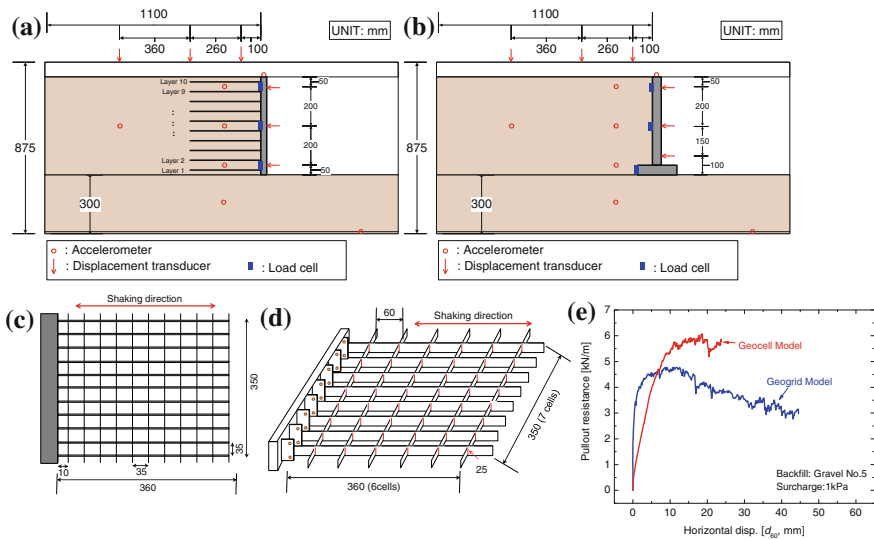 (a)
1100
360
260
100
UNIT: mm
Layer 10
Layer 9
Layer 2
Layer 1
50
200
200
50
875
300
: Accelerometer
: Displacement transducer
: Load cell
(b)
1100
360
260
100
UNIT: mm
50
200
150
100
875
300
: Accelerometer
: Displacement transducer
: Load cell
(c)
Shaking direction
350
35
10
35
360
(d)
60
Shaking direction
350 (7 cells)
25
360 (6cells)
(e)
7
6
5
4
3
2
1
0
Pullout resistance [kN/m]
Geocell Model
Geogrid Model
Backfill: Gravel No.5
Surcharge:1kPa
0 10 20 30 40 50 60
Horizontal disp. [d60, mm]